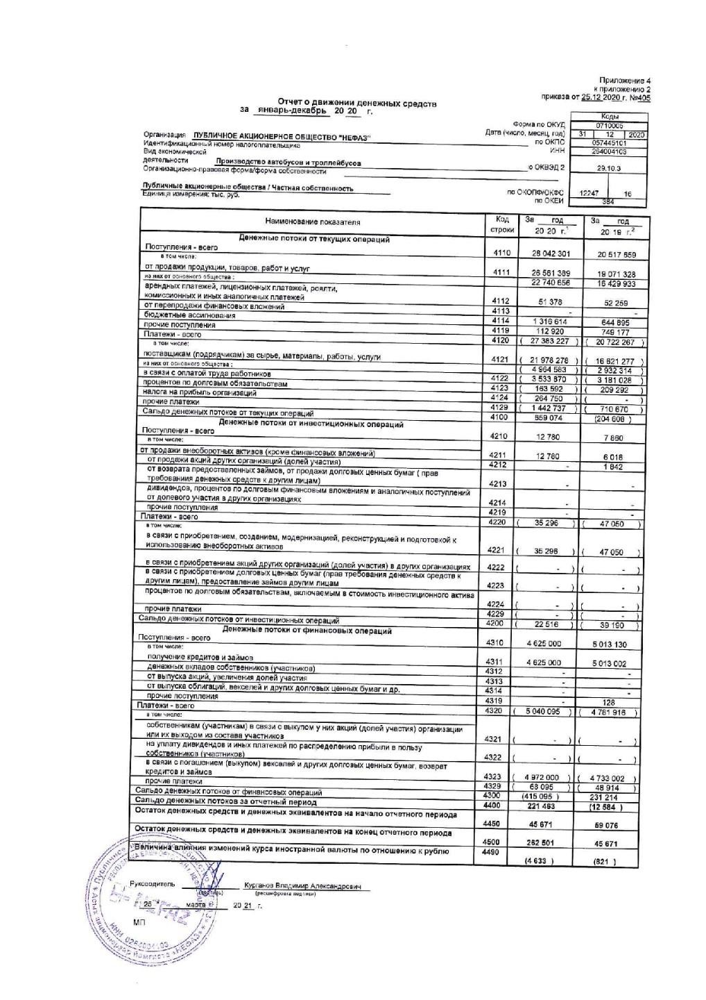 Приложение 4
к приложению 2
приказа от 25.12.2020 г. №405
Отчет о движении денежных средств
за январь-декабрь 20 20 г.
Коды
Форма по ОКУД 0710005
Дата (число, месяц, год) 31 12 2020
Организация ПУБЛИЧНОЕ АКЦИОНЕРНОЕ ОБЩЕСТВО "НЕФАЗ" по ОКПО 057445101
Идентификационный номер налогоплательщика ИНН 264004103
Вид экономической
деятельности Производство автобусов и троллейбусов о ОКВЭД 2 29.10.3
Организационно-правовая форма/форма собственности
Публичные акционерные общества / Частная собственность по ОКОПФ/ОКФС 12247 16
Единица измерения: тыс. руб. по ОКЕИ 384
Наименование показателя Код строки За год 20 20 г.1 За год 20 19 г.2
Денежные потоки от текущих операций
Поступления - всего 4110 28 042 301 20 517 659
в том числе:
от продажи продукции, товаров, работ и услуг 4111 26 561 389 19 071 328
из них от основного общества : 22 740 656 16 429 933
арендных платежей, лицензионных платежей, роялти,
комиссионных и иных аналогичных платежей 4112 51 378 52 259
от перепродажи финансовых вложений 4113 - -
бюджетные ассигнования 4114 1 316 614 644 895
прочие поступления 4119 112 920 749 177
Платежи - всего 4120 ( 27 383 227 ) ( 20 722 267 )
в том числе:
поставщикам (подрядчикам) за сырье, материалы, работы, услуги 4121 ( 21 978 278 ) ( 16 621 277 )
из них от основного общества : ( 4 964 583 ) ( 2 932 314 )
в связи с оплатой труда работников 4122 ( 3 533 870 ) ( 3 181 028 )
процентов по долговым обязательствам 4123 ( 163 592 ) ( 209 292 )
налога на прибыль организаций 4124 ( 264 750 ) ( - )
прочие платежи 4129 ( 1 442 737 ) ( 710 670 )
Сальдо денежных потоков от текущих операций 4100 659 074 (204 608 )
Денежные потоки от инвестиционных операций
Поступления - всего 4210 12 780 7 860
в том числе:
от продажи внеоборотных активов (кроме финансовых вложений) 4211 12 780 6 018
от продажи акций других организаций (долей участия) 4212 - 1 842
от возврата предоставленных займов, от продажи долговых ценных бумаг ( прав
требованиия денежных средств к другим лицам) 4213 - -
дивидендов, процентов по долговым финансовым вложениям и аналогичных поступлений
от долевого участия в других организациях 4214 - -
прочие поступления 4219 - -
Платежи - всего 4220 ( 35 296 ) ( 47 050 )
в том числе:
в связи с приобретением, созданием, модернизацией, реконструкцией и подготовкой к
использованию внеоборотных активов 4221 ( 35 296 ) ( 47 050 )
в связи с приобретением акций других организаций (долей участия) в других организациях 4222 ( - ) ( - )
в связи с приобретением долговых ценных бумаг (прав требования денежных средств к
другим лицам), предоставление займов другим лицам 4223 ( - ) ( - )
процентов по долговым обязательствам, включаемым в стоимость инвестиционного актива 4224 ( - ) ( - )
прочие платежи 4229 ( - ) ( - )
Сальдо денежных потоков от инвестиционных операций 4200 ( 22 516 ) ( 39 190 )
Денежные потоки от финансовых операций
Поступления - всего 4310 4 625 000 5 013 130
в том числе:
получение кредитов и займов 4311 4 625 000 5 013 002
денежных вкладов собственников (участников) 4312 - -
от выпуска акций, увеличения долей участия 4313 - -
от выпуска облигаций, векселей и других долговых ценных бумаг и др. 4314 - -
прочие поступления 4319 - 128
Платежи - всего 4320 ( 5 040 095 ) ( 4 781 916 )
в том числе:
собственникам (участникам) в связи с выкупом у них акций (долей участия) организации
или их выходом из состава участников 4321 ( - ) ( - )
на уплату дивидендов и иных платежей по распределению прибыли в пользу
собственников (участников) 4322 ( - ) ( - )
в связи с погашением (выкупом) векселей и других долговых ценных бумаг, возврат
кредитов и займов 4323 ( 4 972 000 ) ( 4 733 002 )
прочие платежи 4329 ( 68 095 ) ( 48 914 )
Сальдо денежных потоков от финансовых операций 4300 (415 095 ) 231 214
Сальдо денежных потоков за отчетный период 4400 221 463 (12 584 )
Остаток денежных средств и денежных эквивалентов на начало отчетного периода 4450 45 671 59 076
Остаток денежных средств и денежных эквивалентов на конец отчетного периода 4500 262 501 45 671
Величина влияния изменений курса иностранной валюты по отношению к рублю 4490 (4 633 ) (821 )
Руководитель Курганов Владимир Александрович
(подпись) (расшифровка подписи)
" 25 " марта 20 21 г.
МП
ИНН 0264004103